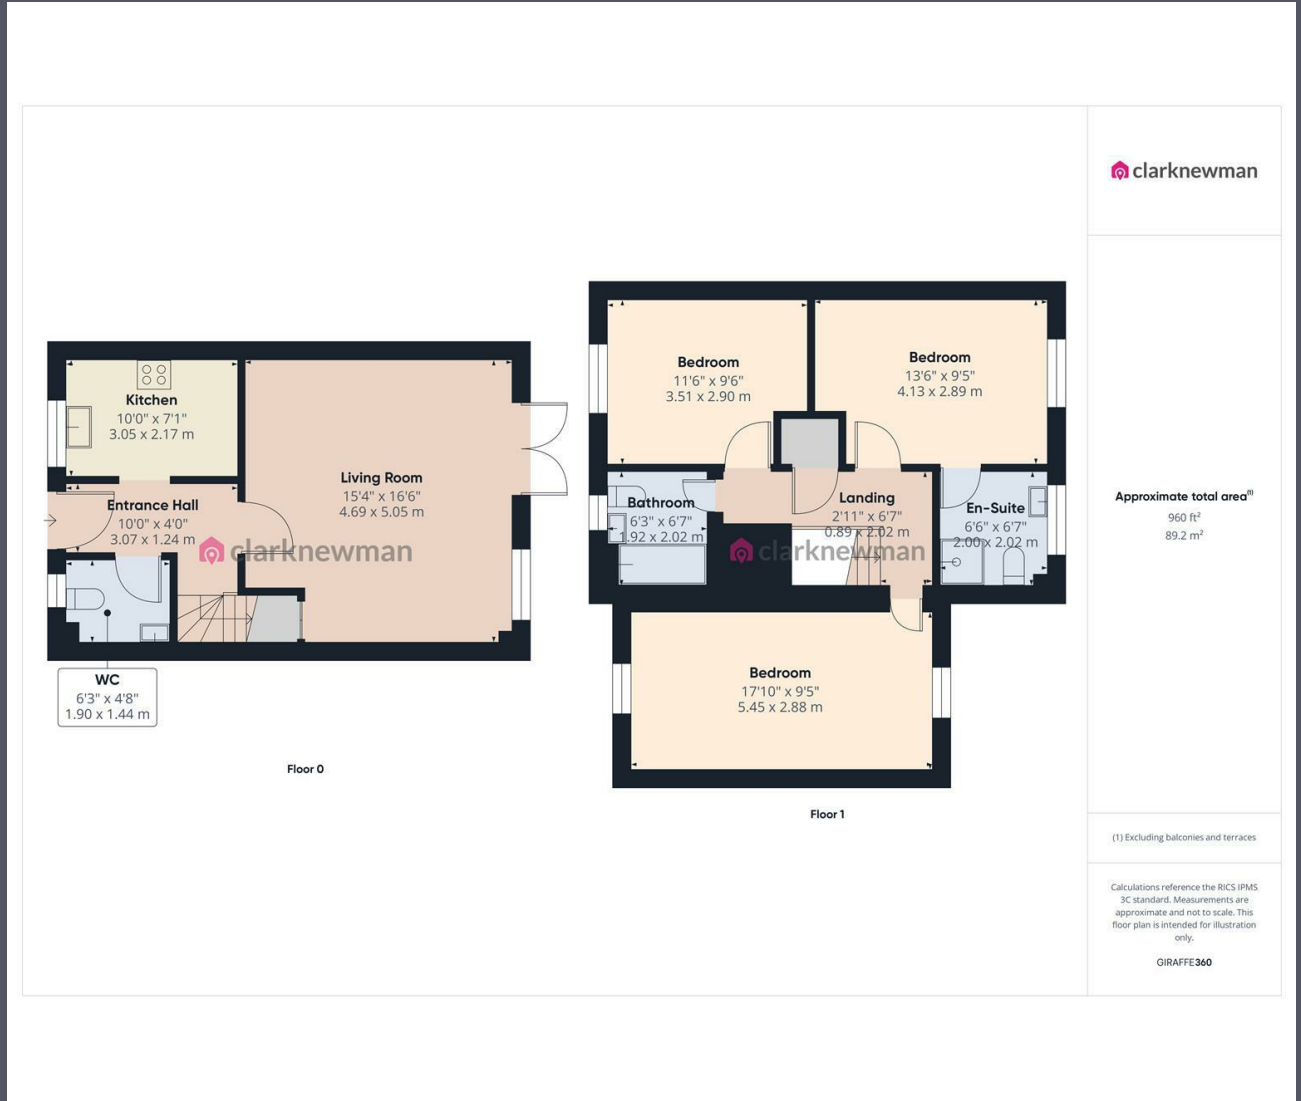 clarknewman
Kitchen
10'0" x 7'1"
3.05 x 2.17 m
Entrance Hall
10'0" x 4'0"
3.07 x 1.24 m
Living Room
15'4" x 16'6"
4.69 x 5.05 m
clarknewman
WC
6'3" x 4'8"
1.90 x 1.44 m
Floor 0
Bedroom
11'6" x 9'6"
3.51 x 2.90 m
Bedroom
13'6" x 9'5"
4.13 x 2.89 m
Bathroom
6'3" x 6'7"
1.92 x 2.02 m
Landing
2'11" x 6'7"
0.89 x 2.02 m
En-Suite
6'6" x 6'7"
2.00 x 2.02 m
clarknewman
Bedroom
17'10" x 9'5"
5.45 x 2.88 m
Floor 1
Approximate total area(1)
960 ft²
89.2 m²
(1) Excluding balconies and terraces
Calculations reference the RICS IPMS
3C standard. Measurements are
approximate and not to scale. This
floor plan is intended for illustration
only.
GIRAFFE360